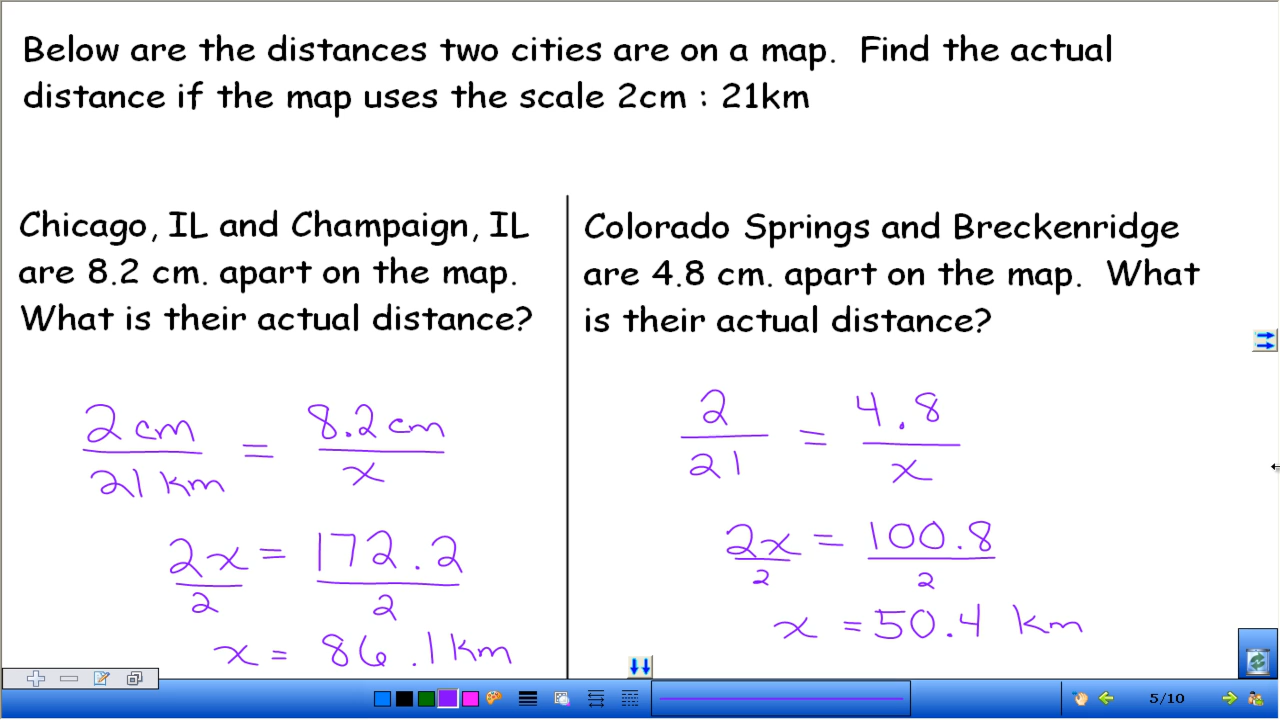 Below are the distances two cities are on a map. Find the actual
distance if the map uses the scale 2cm : 21km
Chicago, IL and Champaign, IL
are 8.2 cm. apart on the map.
What is their actual distance?
2 cm / 21 km = 8.2 cm / x
2x / 2 = 172.2 / 2
x = 86.1 km
Colorado Springs and Breckenridge
are 4.8 cm. apart on the map. What
is their actual distance?
2 / 21 = 4.8 / x
2x / 2 = 100.8 / 2
x = 50.4 km
5/10